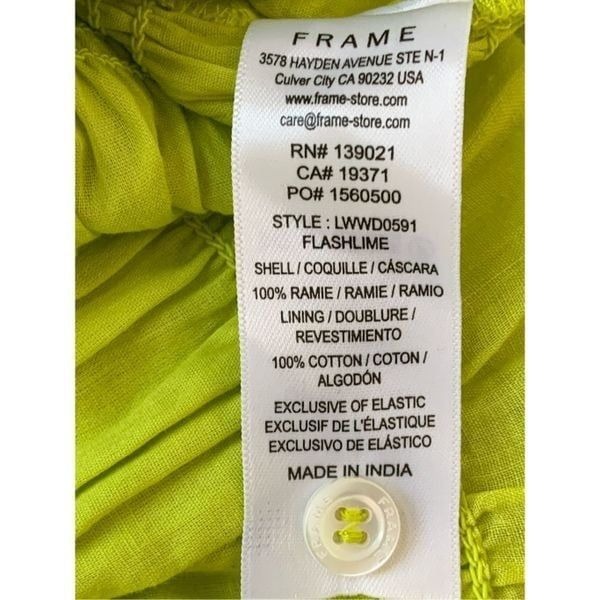 FRAME
3578 HAYDEN AVENUE STE N-1
Culver City CA 90232 USA
www.frame-store.com
care@frame-store.com
RN# 139021
CA# 19371
PO# 1560500
STYLE : LWWD0591
FLASHLIME
SHELL / COQUILLE / CÁSCARA
100% RAMIE / RAMIE / RAMIO
LINING / DOUBLURE /
REVESTIMIENTO
100% COTTON / COTON /
ALGODÓN
EXCLUSIVE OF ELASTIC
EXCLUSIF DE L'ÉLASTIQUE
EXCLUSIVO DE ELÁSTICO
MADE IN INDIA
FRAME
FRAME